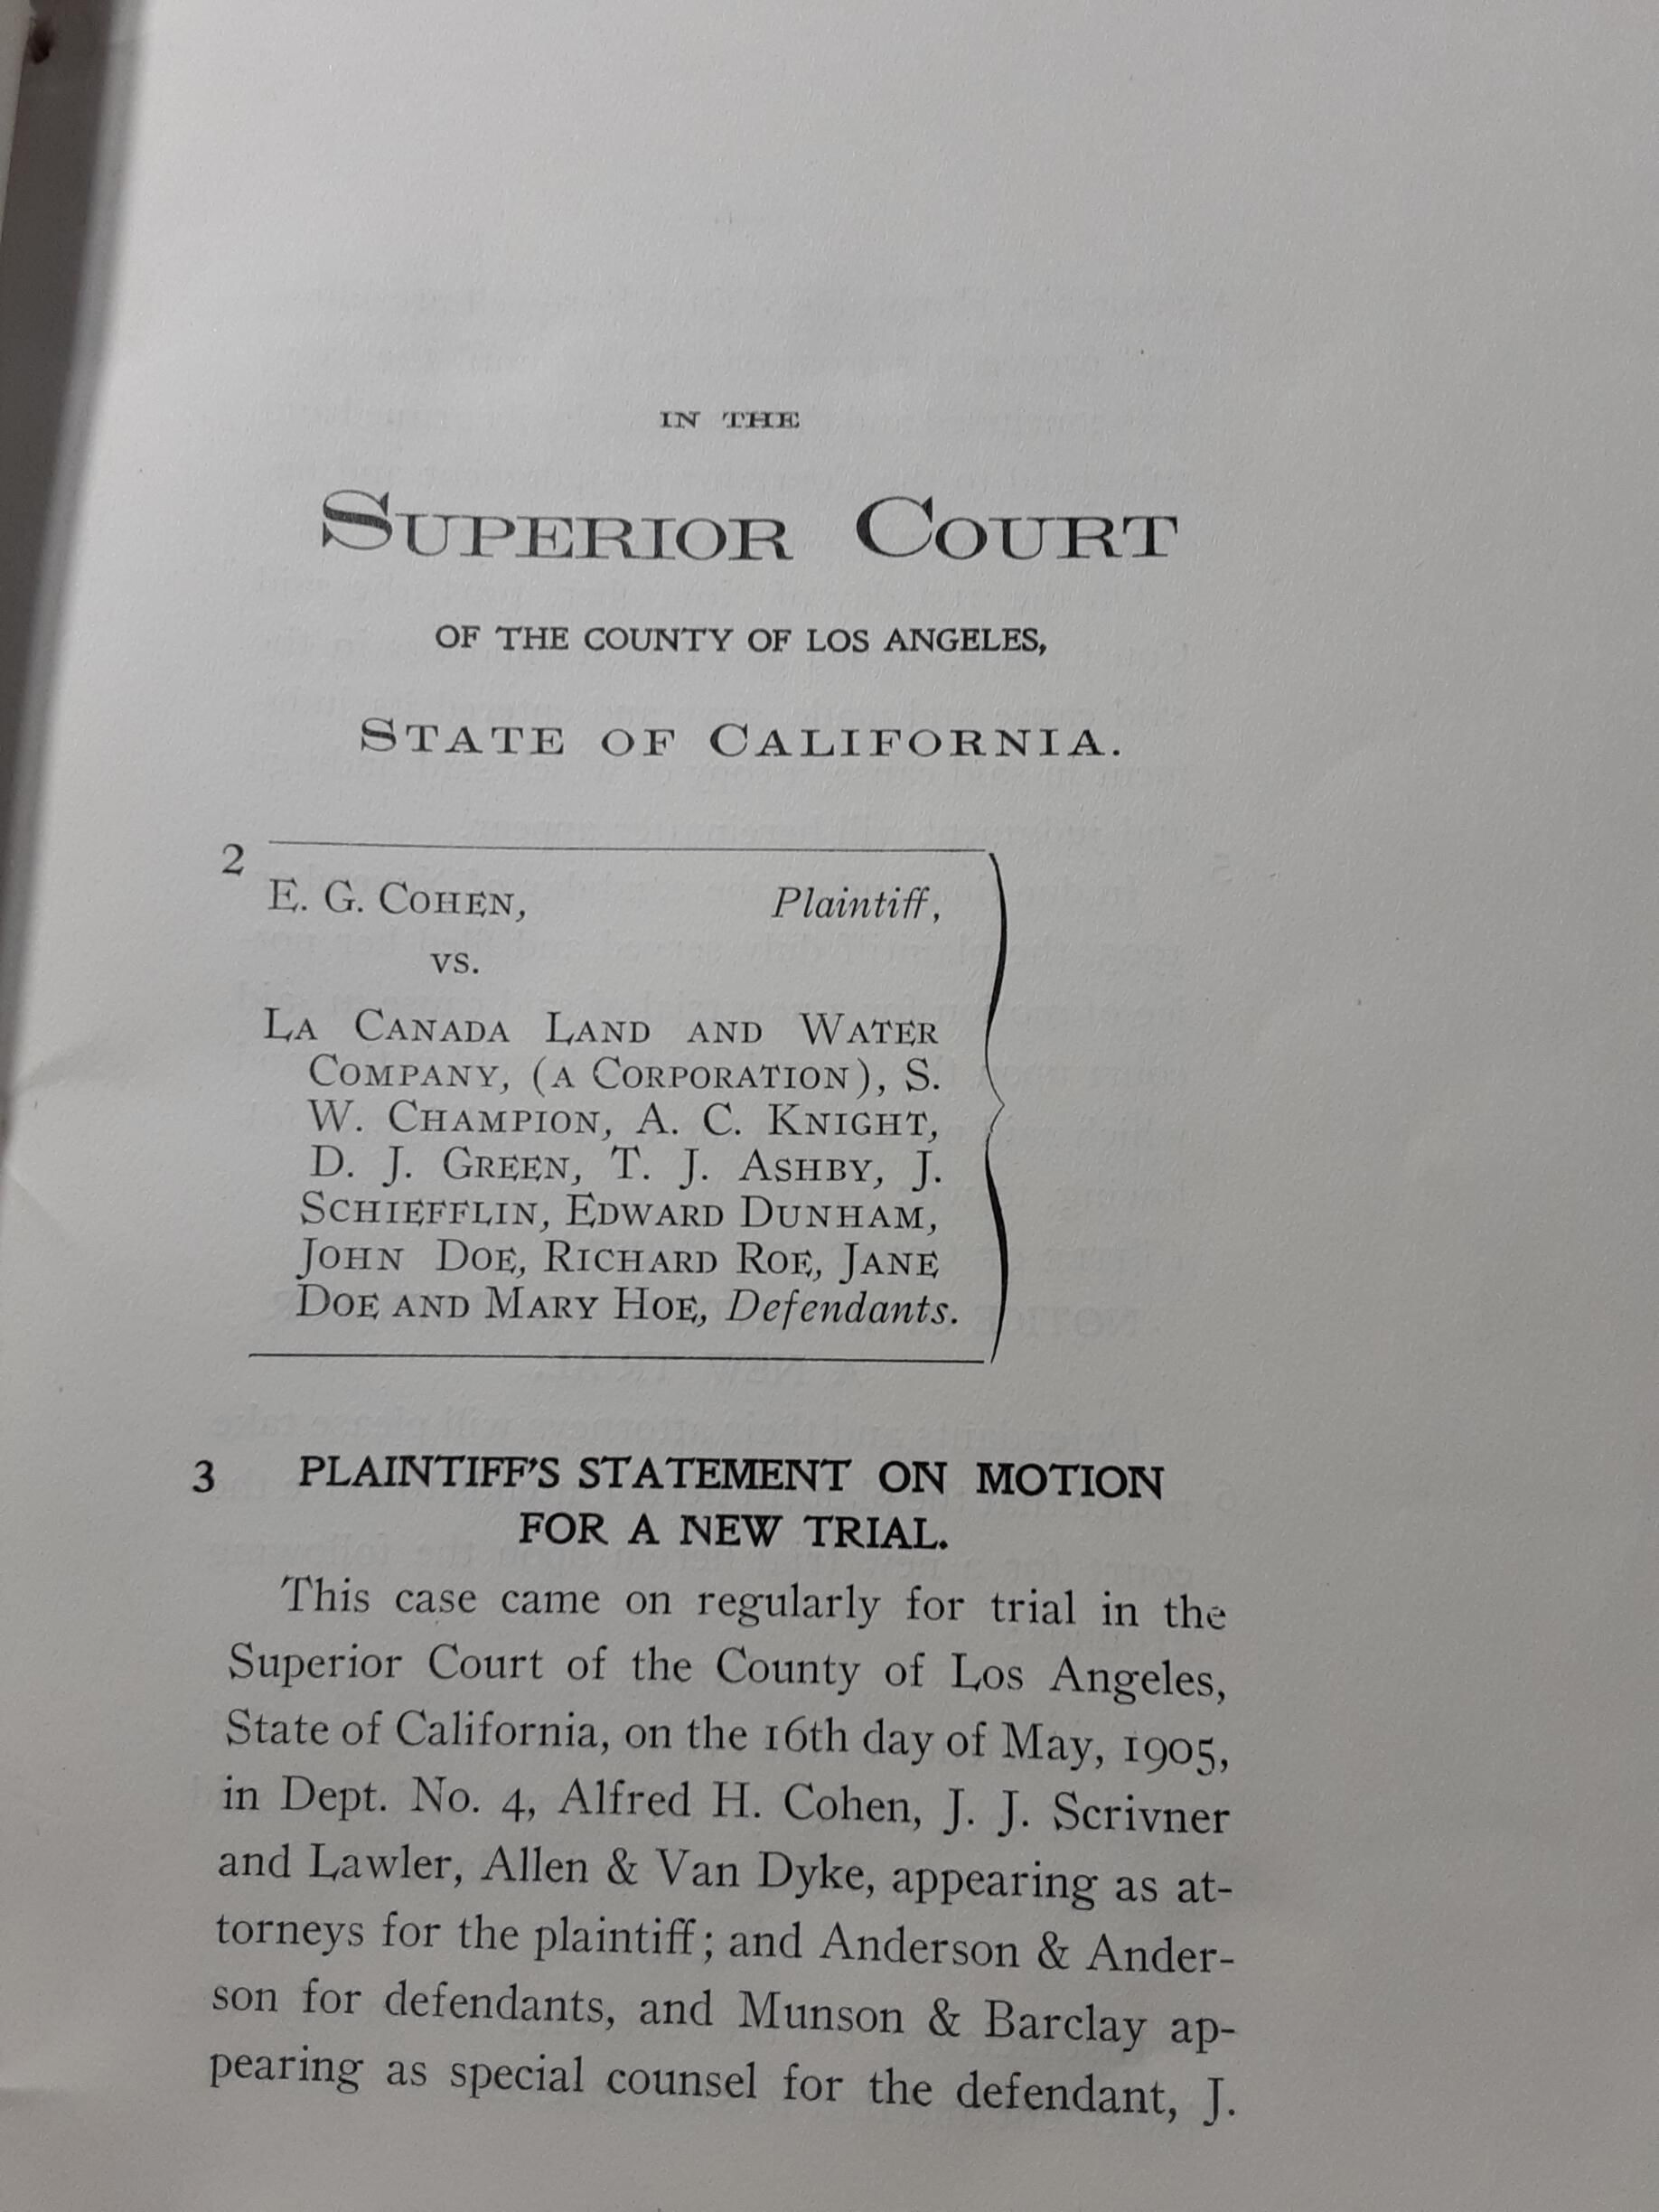 IN THE
SUPERIOR COURT
OF THE COUNTY OF LOS ANGELES,
STATE OF CALIFORNIA.
2
E. G. COHEN, Plaintiff,
vs.
LA CANADA LAND AND WATER
COMPANY, (A CORPORATION), S.
W. CHAMPION, A. C. KNIGHT,
D. J. GREEN, T. J. ASHBY, J.
SCHIEFFLIN, EDWARD DUNHAM,
JOHN DOE, RICHARD ROE, JANE
DOE AND MARY HOE, Defendants.
3 PLAINTIFF'S STATEMENT ON MOTION
FOR A NEW TRIAL.
This case came on regularly for trial in the
Superior Court of the County of Los Angeles,
State of California, on the 16th day of May, 1905,
in Dept. No. 4, Alfred H. Cohen, J. J. Scrivner
and Lawler, Allen & Van Dyke, appearing as at-
torneys for the plaintiff; and Anderson & Ander-
son for defendants, and Munson & Barclay ap-
pearing as special counsel for the defendant, J.